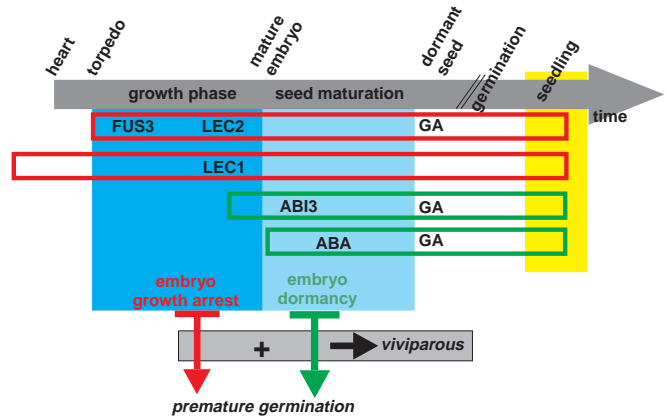 heart
torpedo
mature
embryo
dormant
seed
germination
seedling
growth phase seed maturation
time
FUS3 LEC2 GA
LEC1
ABI3 GA
ABA GA
embryo
growth arrest
embryo
dormancy
+ viviparous
premature germination